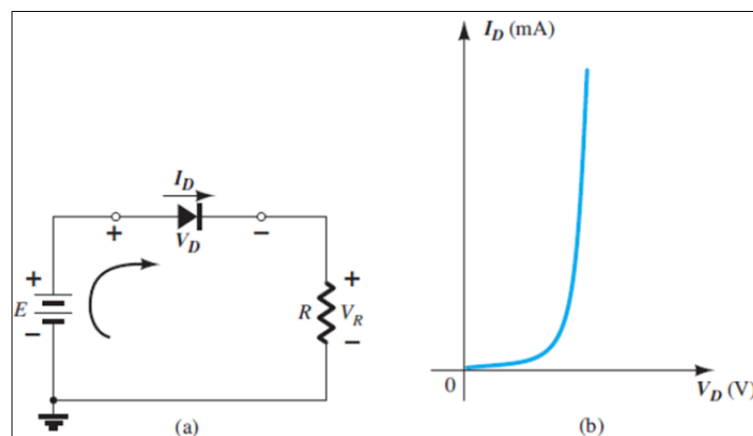 I_D
+ V_D −
+
E
−
+
R V_R
−
(a)
I_D (mA)
0
V_D (V)
(b)